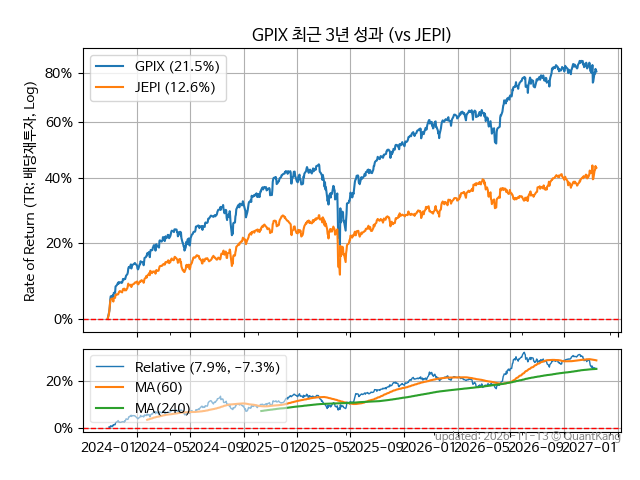 GPIX 최근 3년 성과 (vs JEPI)
Rate of Return (TR: 배당재투자, Log)
80%
60%
40%
20%
0%
GPIX (21.5%)
JEPI (12.6%)
20%
0%
Relative (7.9%, -7.3%)
MA(60)
MA(240)
2024-01 2024-05 2024-09 2025-01 2025-05 2025-09 2026-01 2026-05 2026-09 2027-01
updated: 2026-11-13 © QuantKang